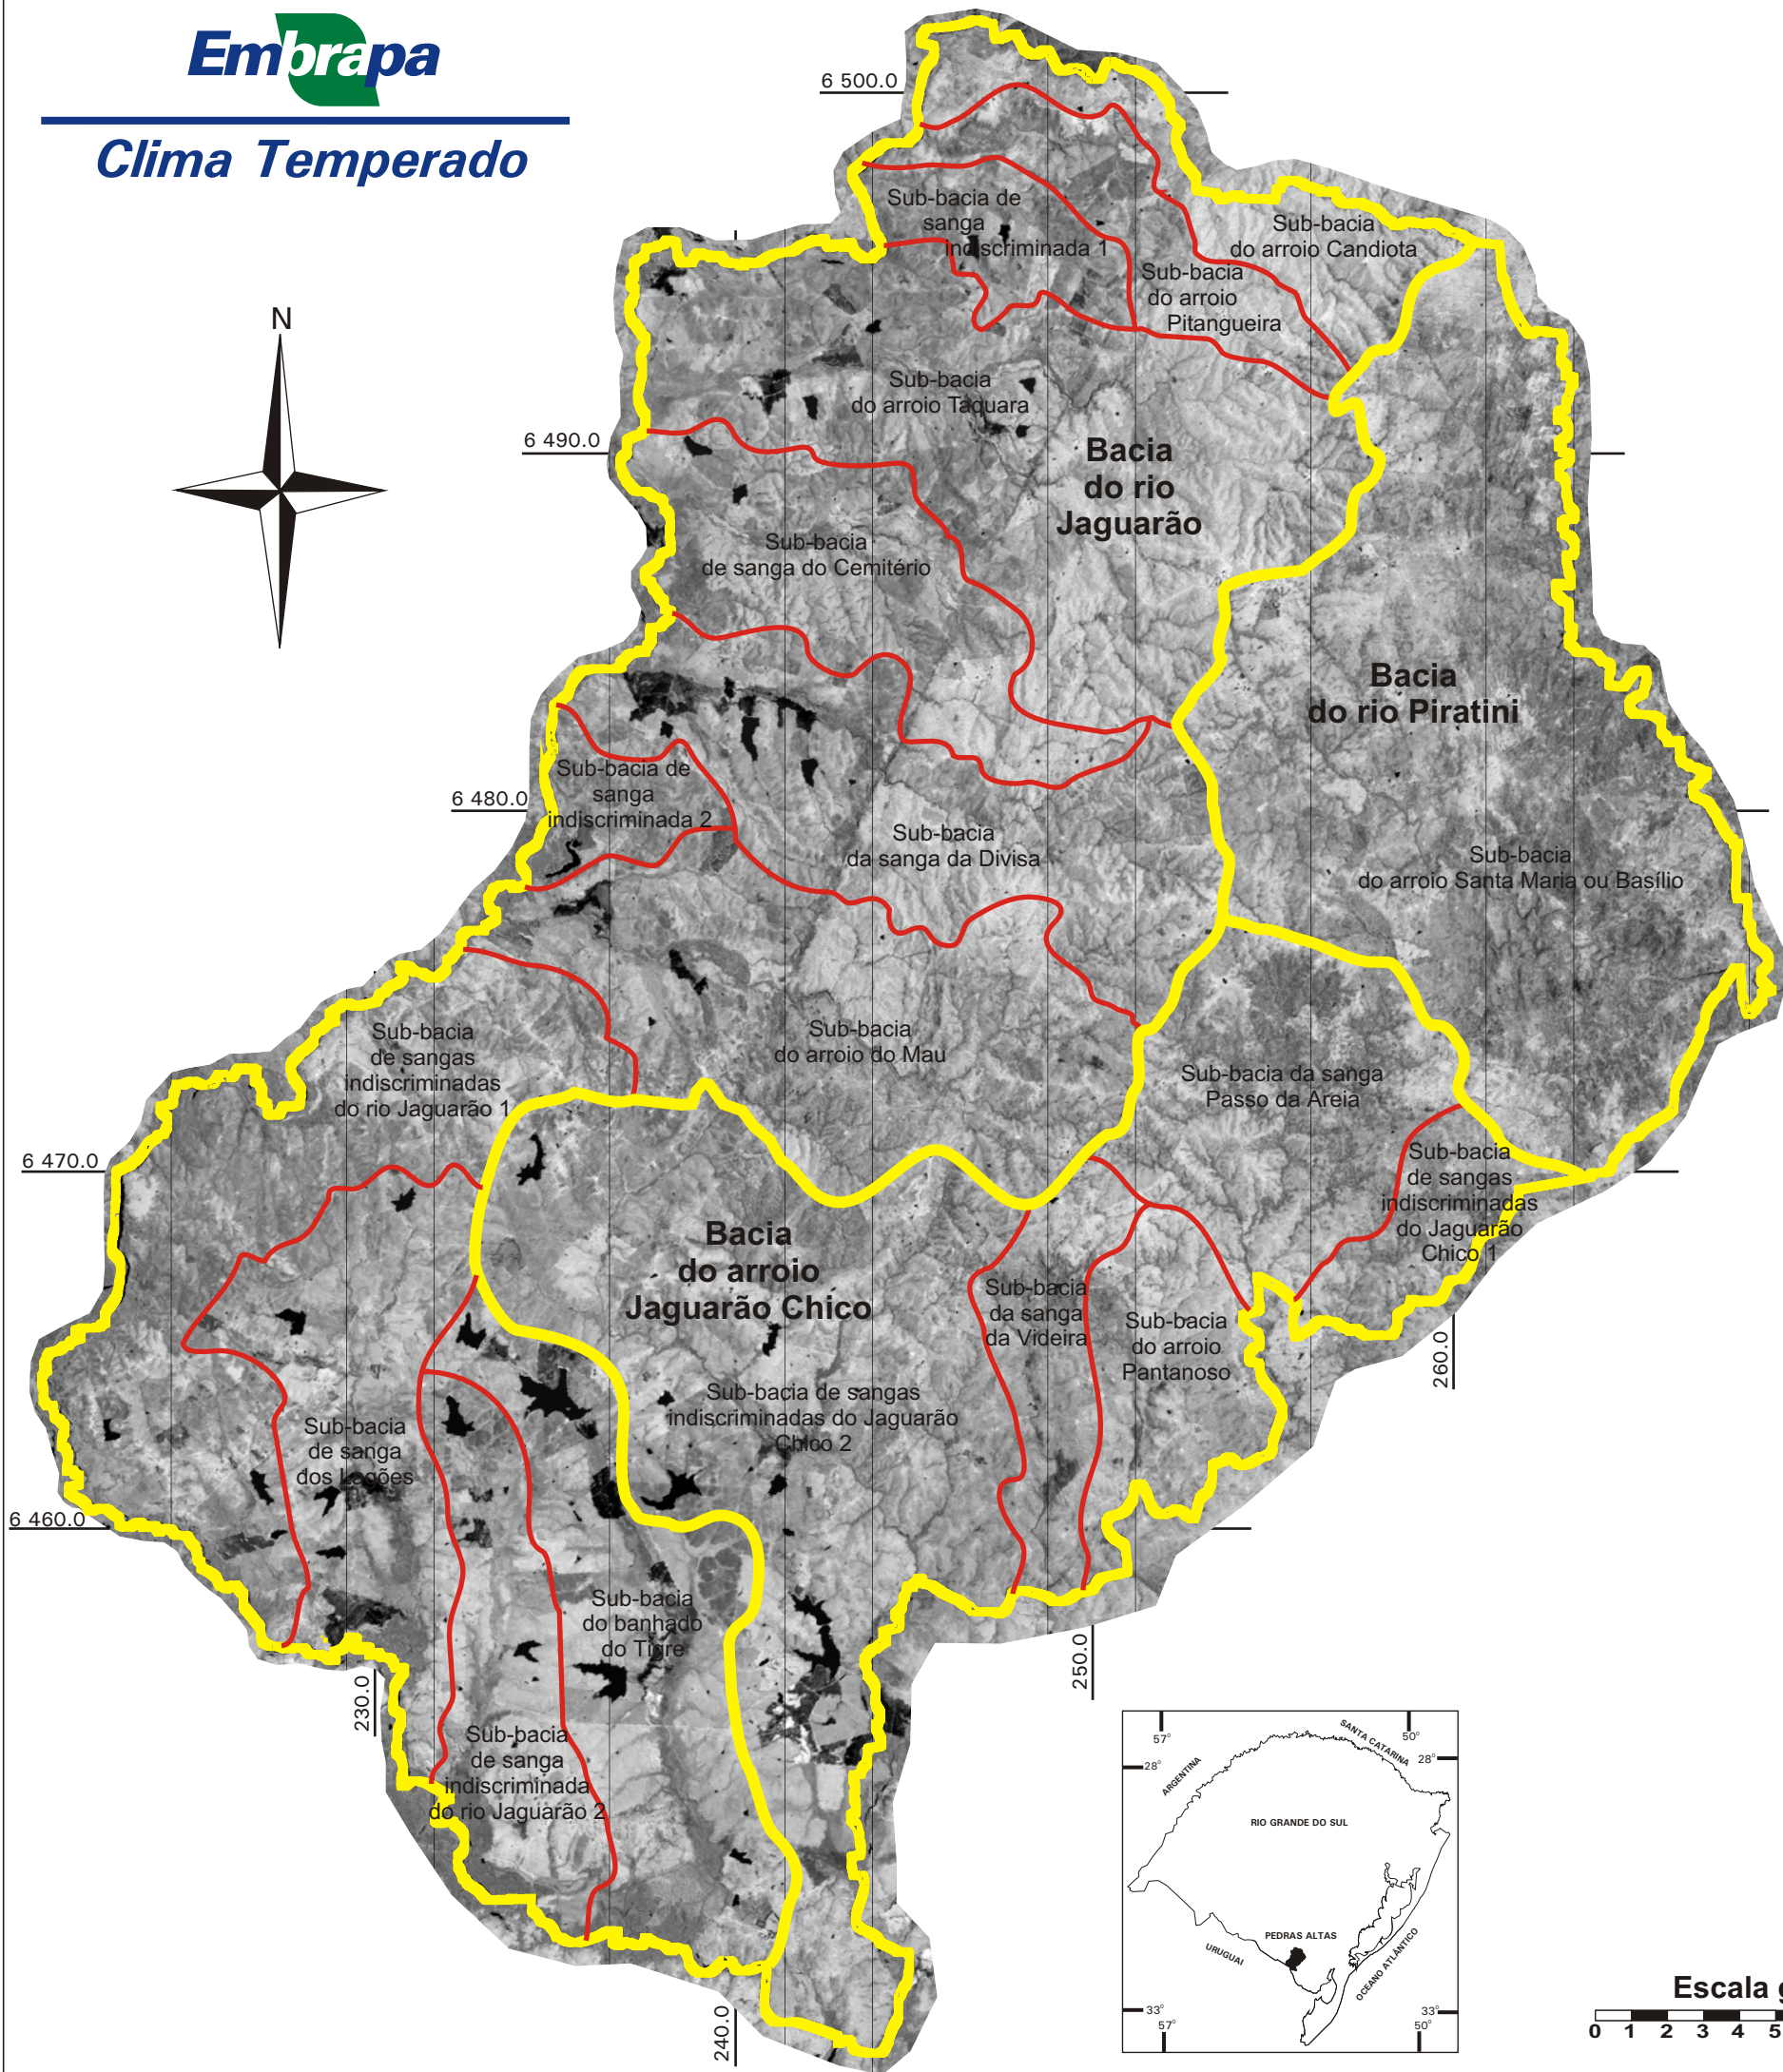 Embrapa
Clima Temperado
N
6 500.0
6 490.0
6 480.0
6 470.0
6 460.0
230.0
240.0
250.0
260.0
Sub-bacia de
sanga
indiscriminada 1
Sub-bacia
do arroio Candiota
Sub-bacia
do arroio
Pitangueira
Sub-bacia
do arroio Taquara
Bacia
do rio
Jaguarão
Sub-bacia
de sanga do Cemitério
Bacia
do rio Piratini
Sub-bacia de
sanga
indiscriminada 2
Sub-bacia
da sanga da Divisa
Sub-bacia
do arroio Santa Maria ou Basílio
Sub-bacia
de sangas
indiscriminadas
do rio Jaguarão 1
Sub-bacia
do arroio do Mau
Sub-bacia da sanga
Passo da Areia
Sub-bacia
de sangas
indiscriminadas
do Jaguarão
Chico 1
Bacia
do arroio
Jaguarão Chico
Sub-bacia
da sanga
da Videira
Sub-bacia
do arroio
Pantanoso
Sub-bacia de sangas
indiscriminadas do Jaguarão
Chico 2
Sub-bacia
de sanga
dos Lagões
Sub-bacia
do banhado
do Tigre
Sub-bacia
de sanga
indiscriminada
do rio Jaguarão 2
57°
50°
28°
28°
SANTA CATARINA
ARGENTINA
RIO GRANDE DO SUL
PEDRAS ALTAS
URUGUAI
OCEANO ATLÂNTICO
33°
33°
57°
50°
Escala g
0 1 2 3 4 5